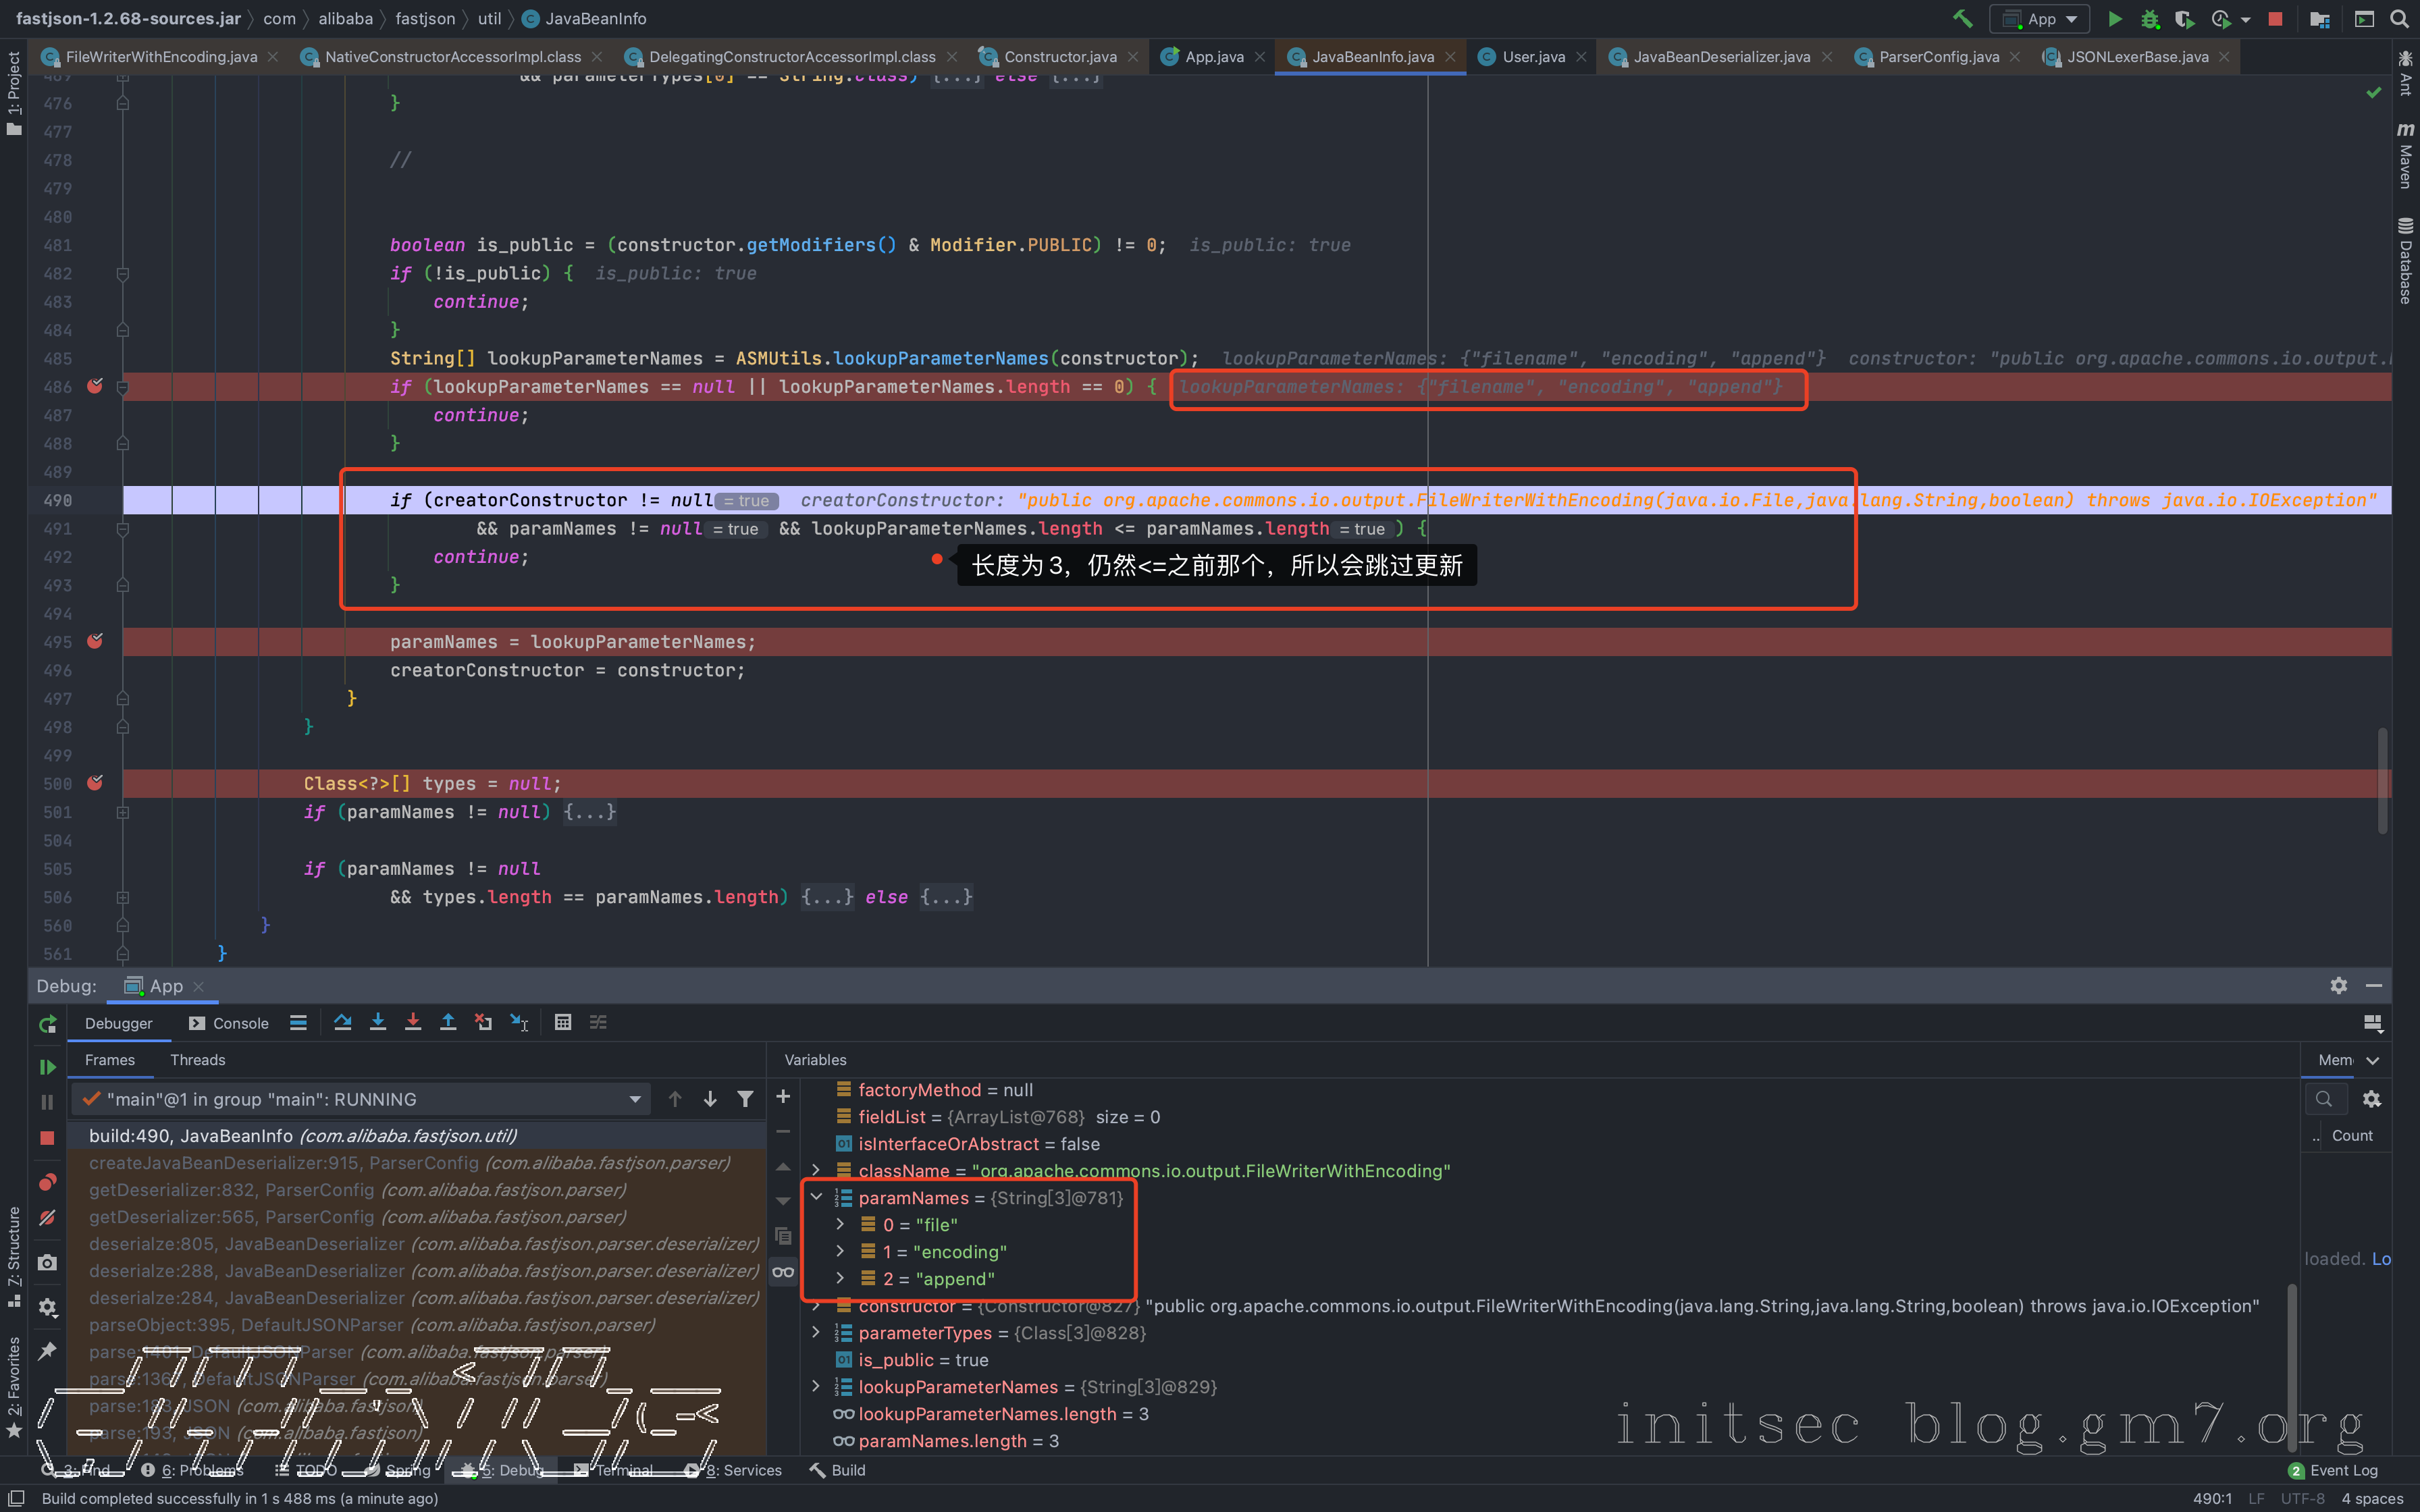 fastjson-1.2.68-sources.jar com alibaba fastjson util JavaBeanInfo App
FileWriterWithEncoding.java NativeConstructorAccessorImpl.class DelegatingConstructorAccessorImpl.class Constructor.java App.java JavaBeanInfo.java User.java JavaBeanDeserializer.java ParserConfig.java JSONLexerBase.java
1: Project
Ant
Maven
Database
&& parameterTypes[0] == String.class) {...} else {...}
476 }
477
478 //
479
480
481 boolean is_public = (constructor.getModifiers() & Modifier.PUBLIC) != 0; is_public: true
482 if (!is_public) { is_public: true
483 continue;
484 }
485 String[] lookupParameterNames = ASMUtils.lookupParameterNames(constructor); lookupParameterNames: {"filename", "encoding", "append"} constructor: "public org.apache.commons.io.output.
486 if (lookupParameterNames == null || lookupParameterNames.length == 0) { lookupParameterNames: {"filename", "encoding", "append"}
487 continue;
488 }
489
490 if (creatorConstructor != null = true creatorConstructor: "public org.apache.commons.io.output.FileWriterWithEncoding(java.io.File,java.lang.String,boolean) throws java.io.IOException"
491 && paramNames != null = true && lookupParameterNames.length <= paramNames.length = true ) {
492 continue;
长度为3，仍然<=之前那个，所以会跳过更新
493 }
494
495 paramNames = lookupParameterNames;
496 creatorConstructor = constructor;
497 }
498 }
499
500 Class<?>[] types = null;
501 if (paramNames != null) {...}
504
505 if (paramNames != null
506 && types.length == paramNames.length) {...} else {...}
560 }
561 }
Debug: App
Debugger Console
Frames Threads
"main"@1 in group "main": RUNNING
build:490, JavaBeanInfo (com.alibaba.fastjson.util)
createJavaBeanDeserializer:915, ParserConfig (com.alibaba.fastjson.parser)
getDeserializer:832, ParserConfig (com.alibaba.fastjson.parser)
getDeserializer:565, ParserConfig (com.alibaba.fastjson.parser)
deserialze:805, JavaBeanDeserializer (com.alibaba.fastjson.parser.deserializer)
deserialze:288, JavaBeanDeserializer (com.alibaba.fastjson.parser.deserializer)
deserialze:284, JavaBeanDeserializer (com.alibaba.fastjson.parser.deserializer)
parseObject:395, DefaultJSONParser (com.alibaba.fastjson.parser)
parse:1401, DefaultJSONParser (com.alibaba.fastjson.parser)
parse:1367, DefaultJSONParser (com.alibaba.fastjson.parser)
parse:183, JSON (com.alibaba.fastjson)
parse:193, JSON (com.alibaba.fastjson)
Variables
factoryMethod = null
fieldList = {ArrayList@768} size = 0
isInterfaceOrAbstract = false
className = "org.apache.commons.io.output.FileWriterWithEncoding"
paramNames = {String[3]@781}
0 = "file"
1 = "encoding"
2 = "append"
constructor = {Constructor@827} "public org.apache.commons.io.output.FileWriterWithEncoding(java.lang.String,java.lang.String,boolean) throws java.io.IOException"
parameterTypes = {Class[3]@828}
is_public = true
lookupParameterNames = {String[3]@829}
lookupParameterNames.length = 3
paramNames.length = 3
Mem
.. Count
loaded. Lo
7: Structure
2: Favorites
initsec blog.gm7.org
3: Find 6: Problems TODO Spring 5: Debug Terminal 8: Services Build 2 Event Log
Build completed successfully in 1 s 488 ms (a minute ago) 490:1 LF UTF-8 4 spaces